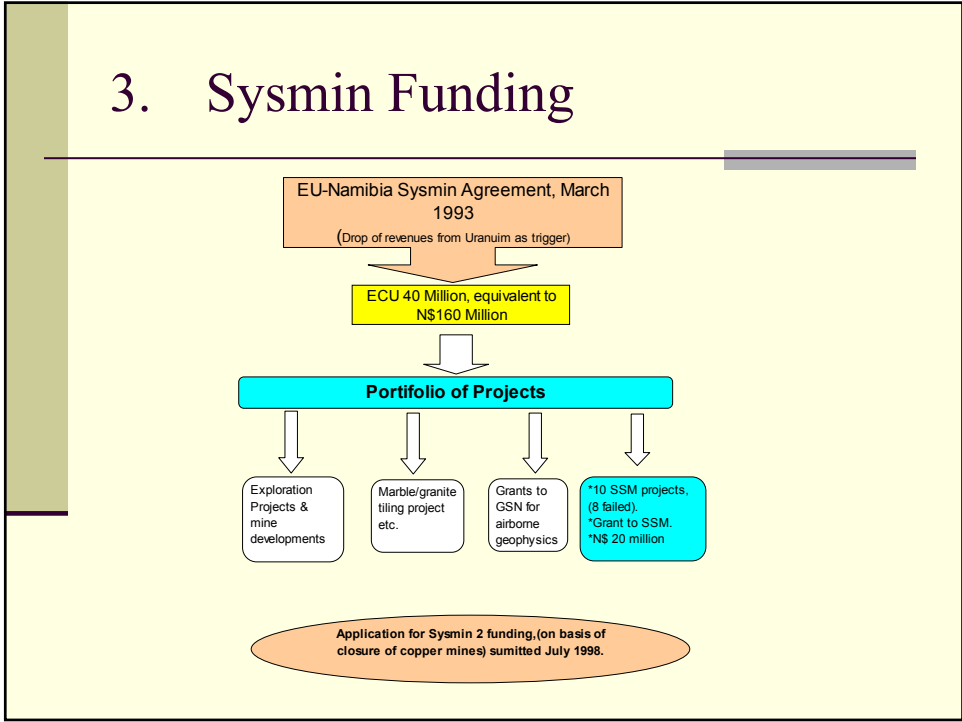 3. Sysmin Funding
EU-Namibia Sysmin Agreement, March
1993
(Drop of revenues from Uranuim as trigger)
ECU 40 Million, equivalent to
N$160 Million
Portifolio of Projects
Exploration
Projects &
mine
developments
Marble/granite
tiling project
etc.
Grants to
GSN for
airborne
geophysics
*10 SSM projects,
(8 failed).
*Grant to SSM.
*N$ 20 million
Application for Sysmin 2 funding,(on basis of
closure of copper mines) sumitted July 1998.